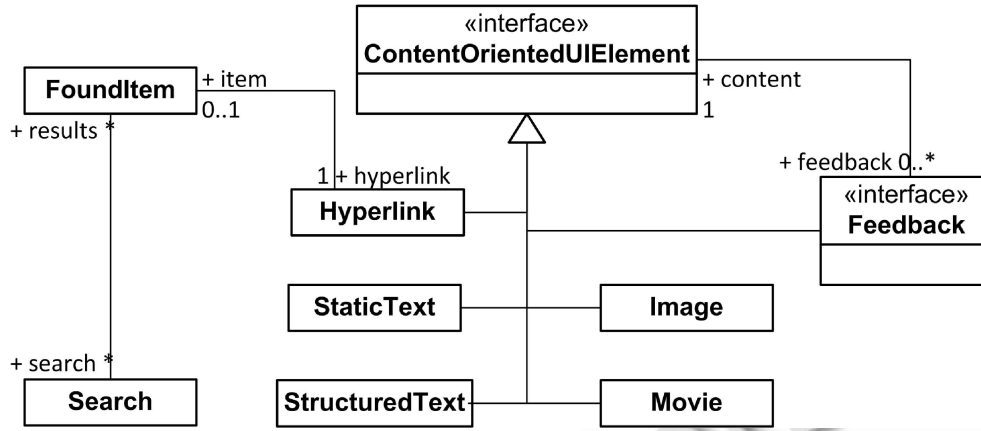 «interface»
ContentOrientedUIElement
FoundItem
+ item
0..1
+ content
1
+ results *
+ feedback 0..*
1 + hyperlink
Hyperlink
«interface»
Feedback
StaticText
Image
+ search *
Search
StructuredText
Movie